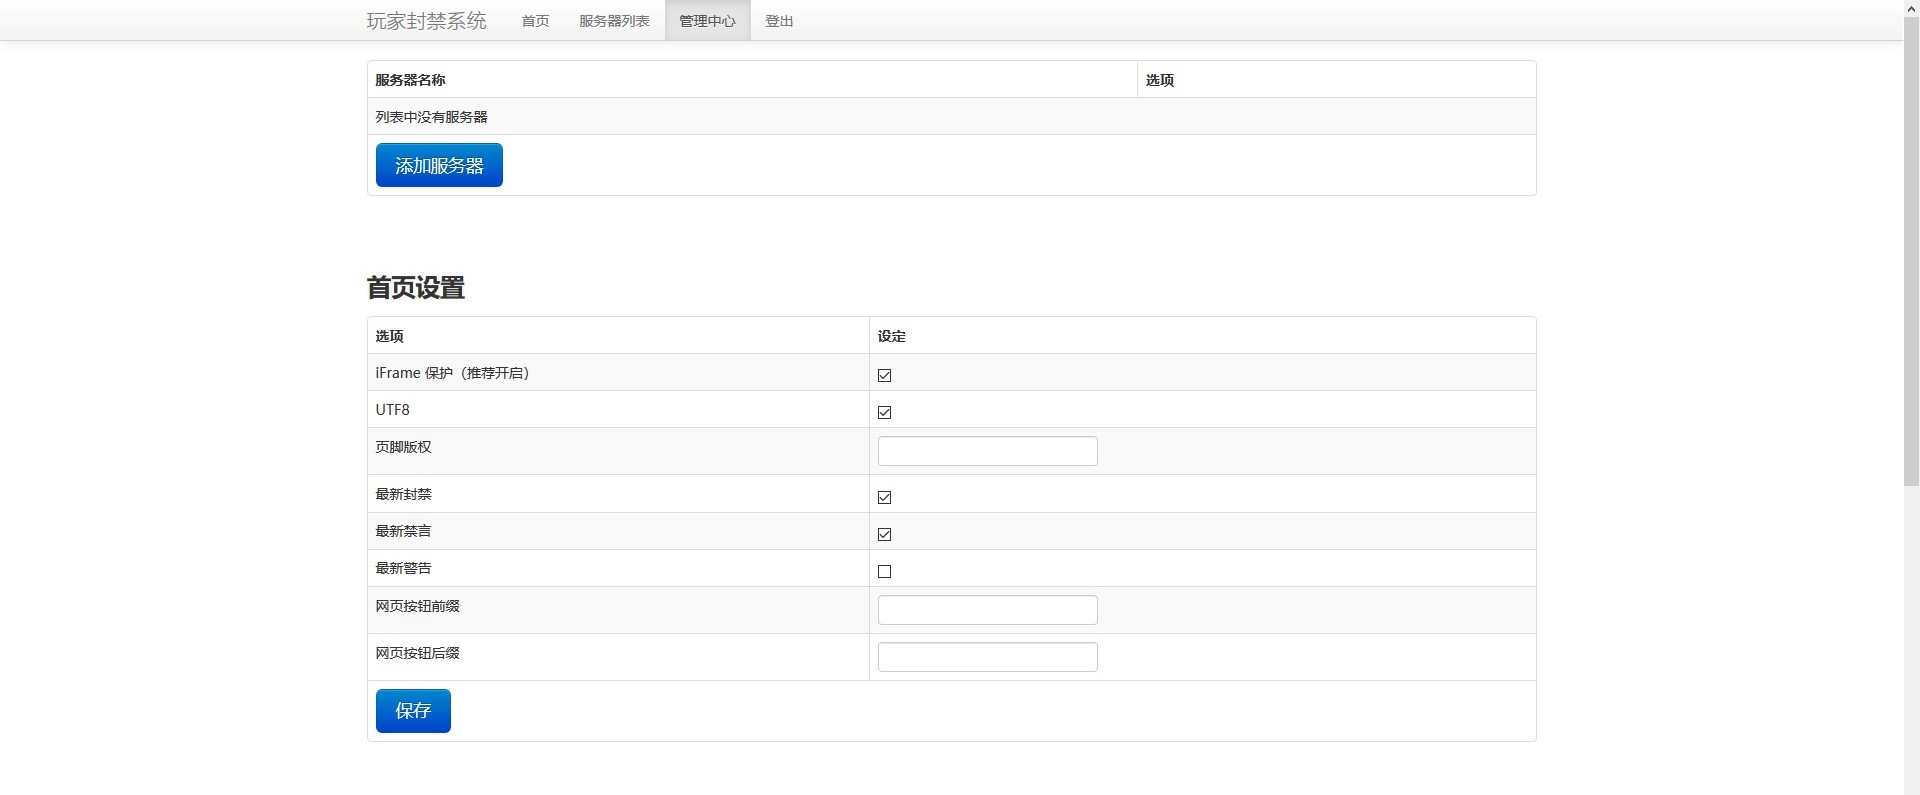 玩家封禁系统 首页 服务器列表 管理中心 登出
服务器名称 选项
列表中没有服务器
添加服务器
首页设置
选项 设定
iFrame 保护（推荐开启）
UTF8
页脚版权
最新封禁
最新禁言
最新警告
网页按钮前缀
网页按钮后缀
保存